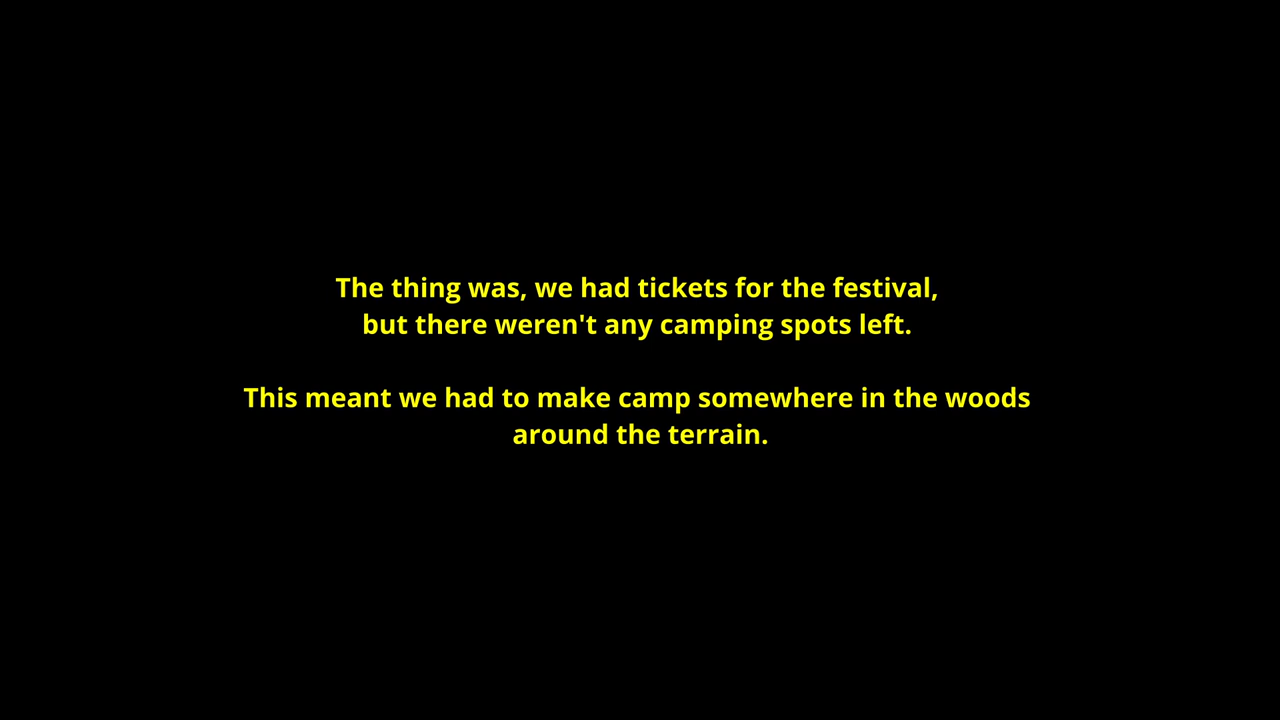 The thing was, we had tickets for the festival,
but there weren't any camping spots left.
This meant we had to make camp somewhere in the woods
around the terrain.